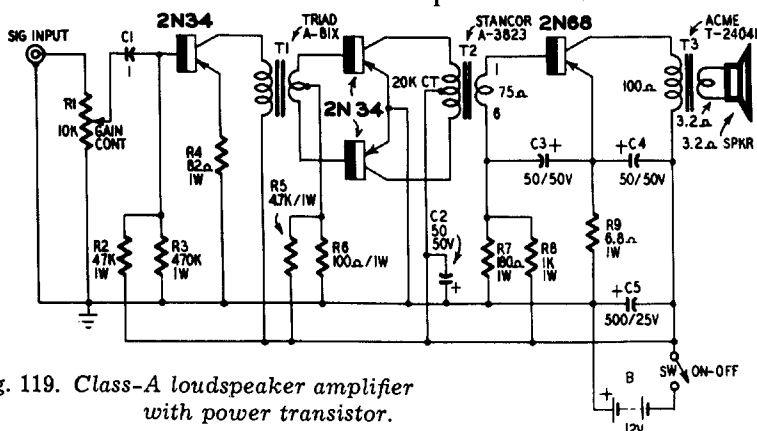 2N34
TRIAD
A-81X
STANCOR
A-3823
2N68
ACME
T-2404
SIG INPUT
C1
1
T1
T2
T3
R1
10K
GAIN
CONT
20K CT
1
75Ω
6
100Ω
2N 34
3.2Ω
3.2Ω SPKR
R4
82Ω
1W
C3 +
50/50V
+ C4
50/50V
R5
4.7K/1W
R2
47K
1W
R3
470K
1W
R6
100Ω/1W
C2
50
50V
+
R7
180Ω
1W
R8
1K
1W
R9
6.8Ω
1W
+ C5
500/25V
SW ON-OFF
B
+
12V
g. 119. Class-A loudspeaker amplifier
with power transistor.